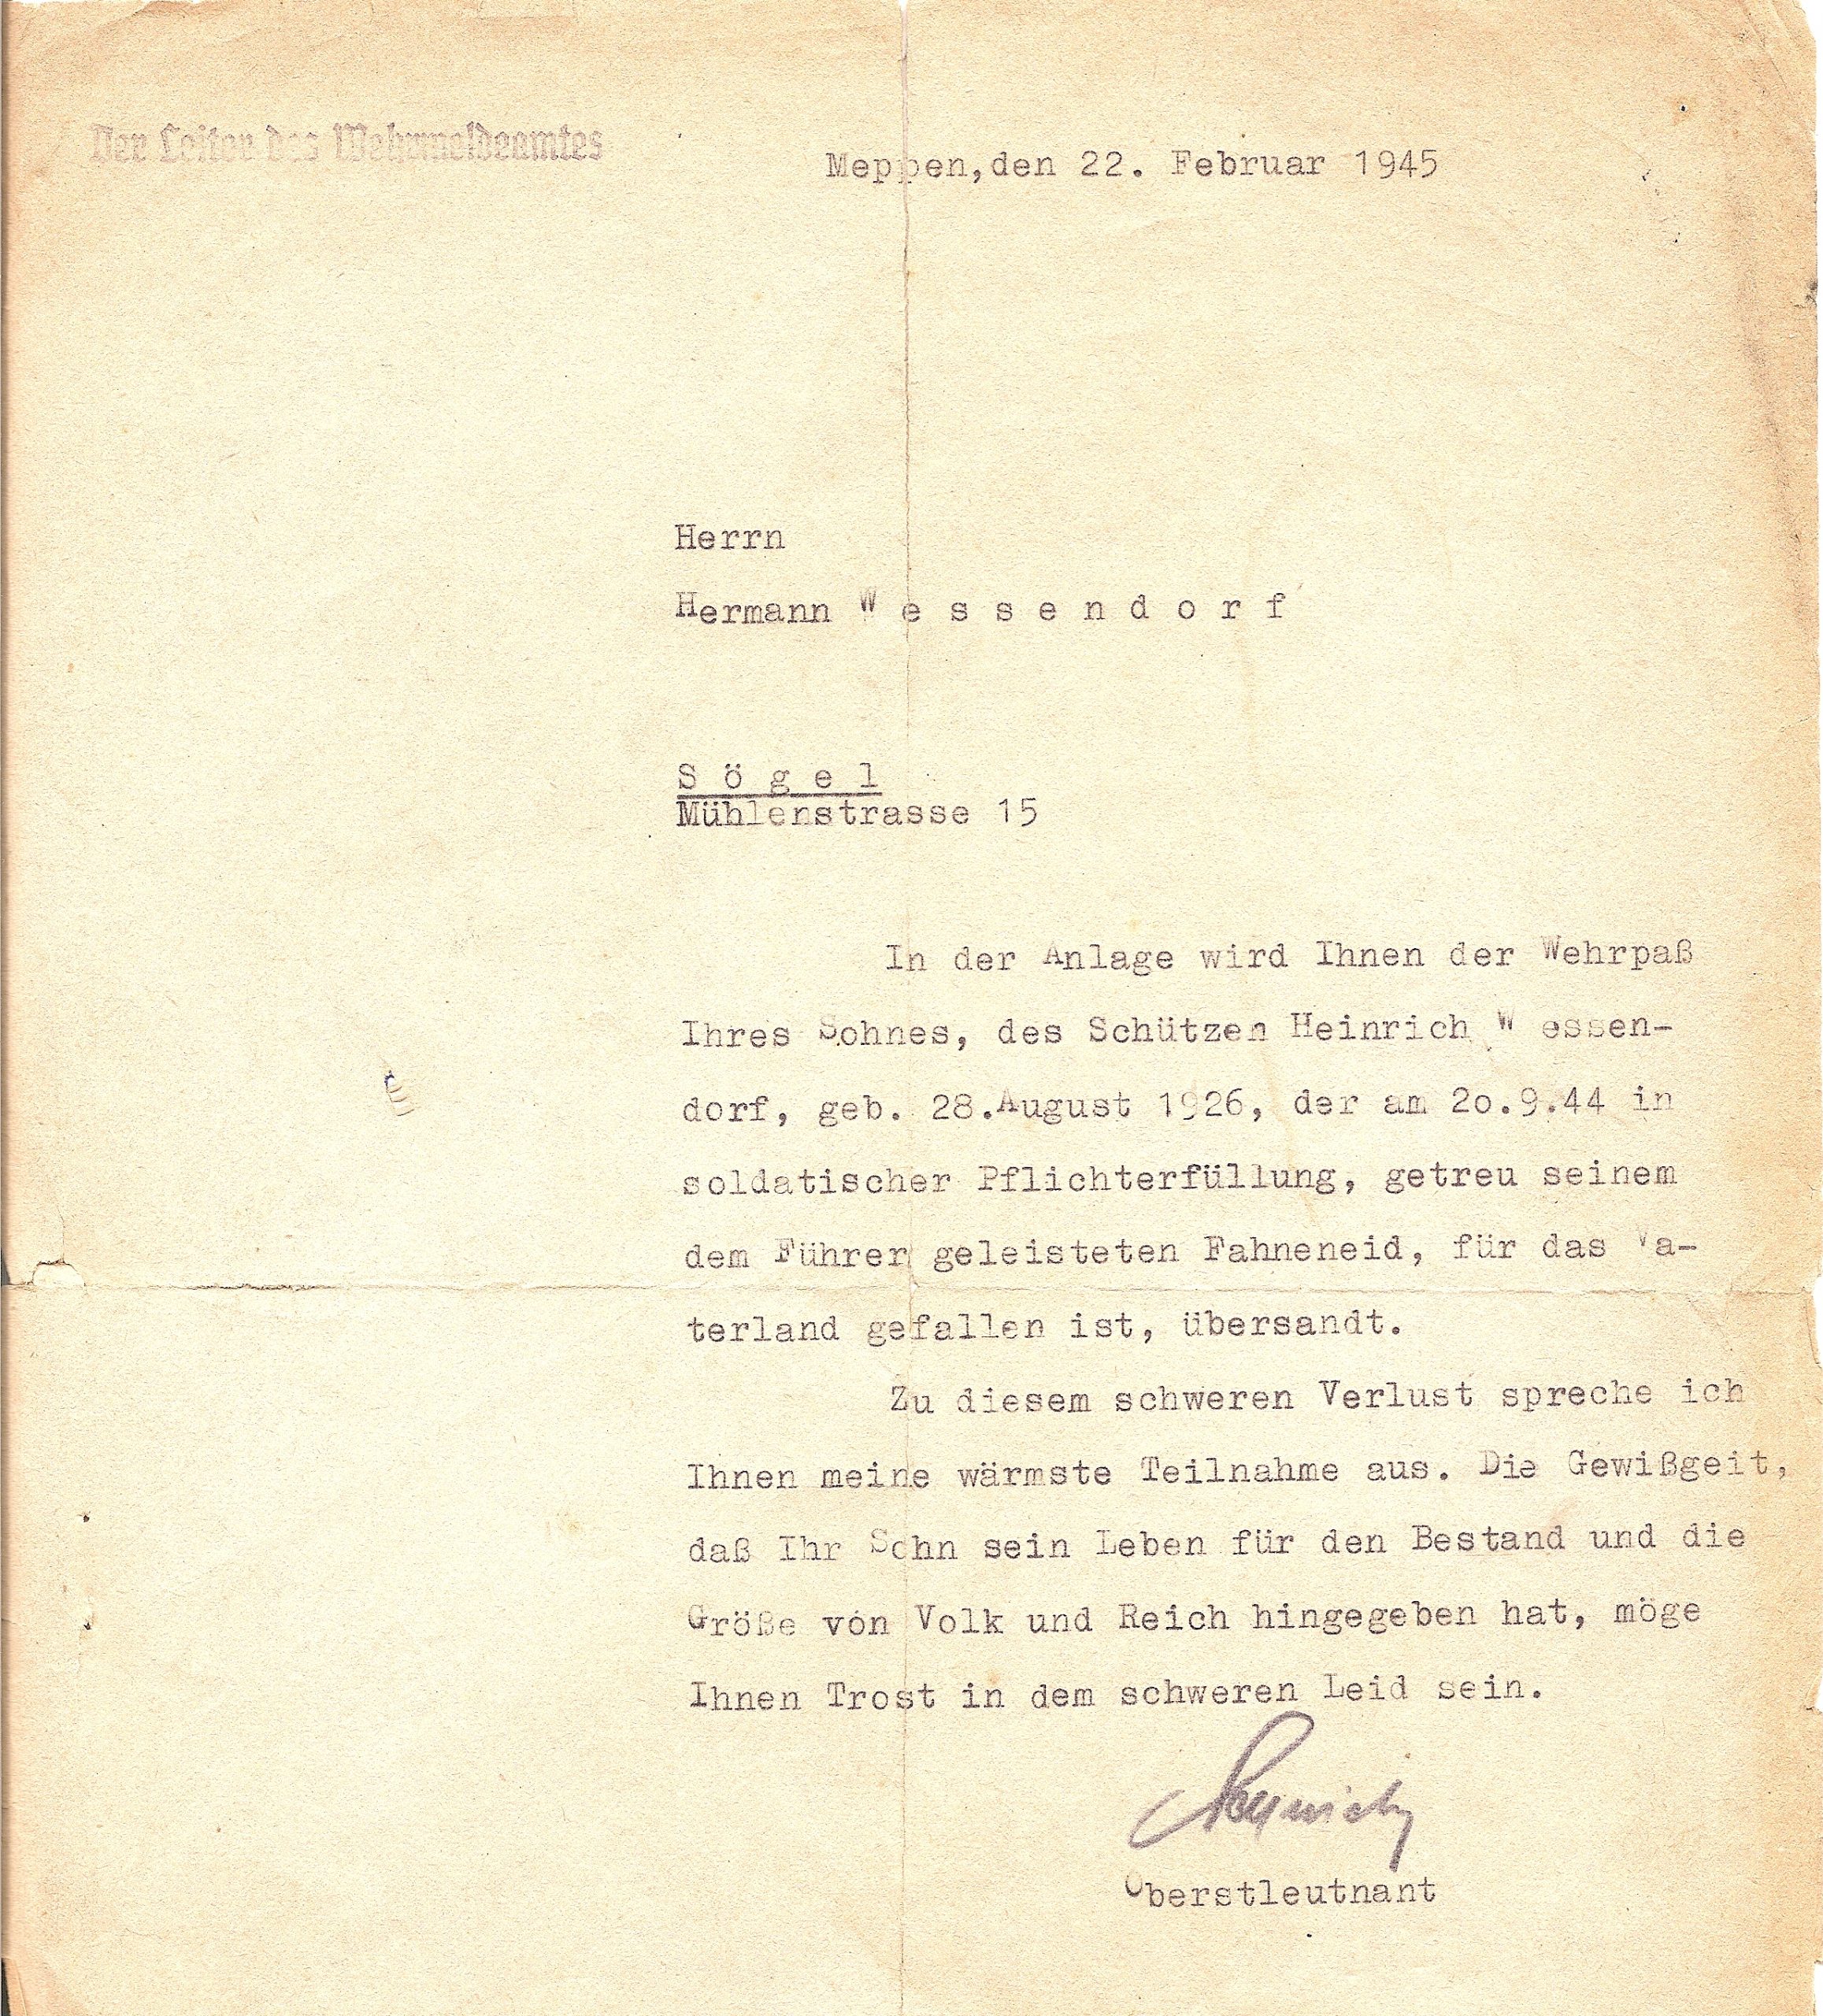 Der Leiter des Wehrmeldeamtes
Meppen,den 22. Februar 1945
Herrn
Hermann W e s s e n d o r f
S ö g e l
Mühlenstrasse 15
In der Anlage wird Ihnen der Wehrpaß
Ihres Sohnes, des Schützen Heinrich W essen-
dorf, geb. 28.August 1926, der am 2o.9.44 in
soldatischer Pflichterfüllung, getreu seinem
dem Führer geleisteten Fahneneid, für das Va-
terland gefallen ist, übersandt.
Zu diesem schweren Verlust spreche ich
Ihnen meine wärmste Teilnahme aus. Die Gewißgeit,
daß Ihr Sohn sein Leben für den Bestand und die
Größe von Volk und Reich hingegeben hat, möge
Ihnen Trost in dem schweren Leid sein.
Oberstleutnant